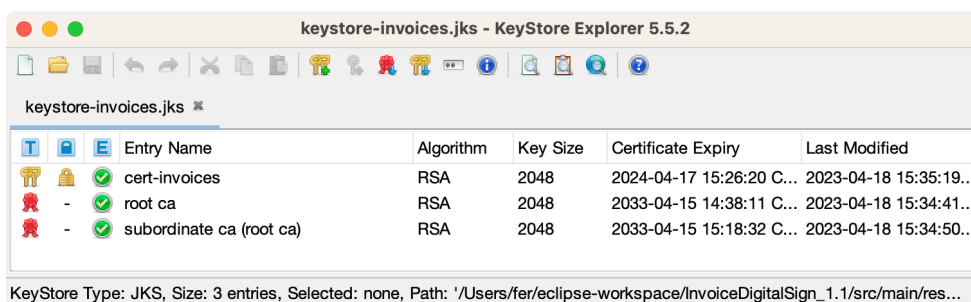 keystore-invoices.jks - KeyStore Explorer 5.5.2
keystore-invoices.jks
T E Entry Name Algorithm Key Size Certificate Expiry Last Modified
cert-invoices RSA 2048 2024-04-17 15:26:20 C... 2023-04-18 15:35:19...
root ca RSA 2048 2033-04-15 14:38:11 C... 2023-04-18 15:34:41...
- subordinate ca (root ca) RSA 2048 2033-04-15 15:18:32 C... 2023-04-18 15:34:50...
KeyStore Type: JKS, Size: 3 entries, Selected: none, Path: '/Users/fer/eclipse-workspace/InvoiceDigitalSign_1.1/src/main/res...